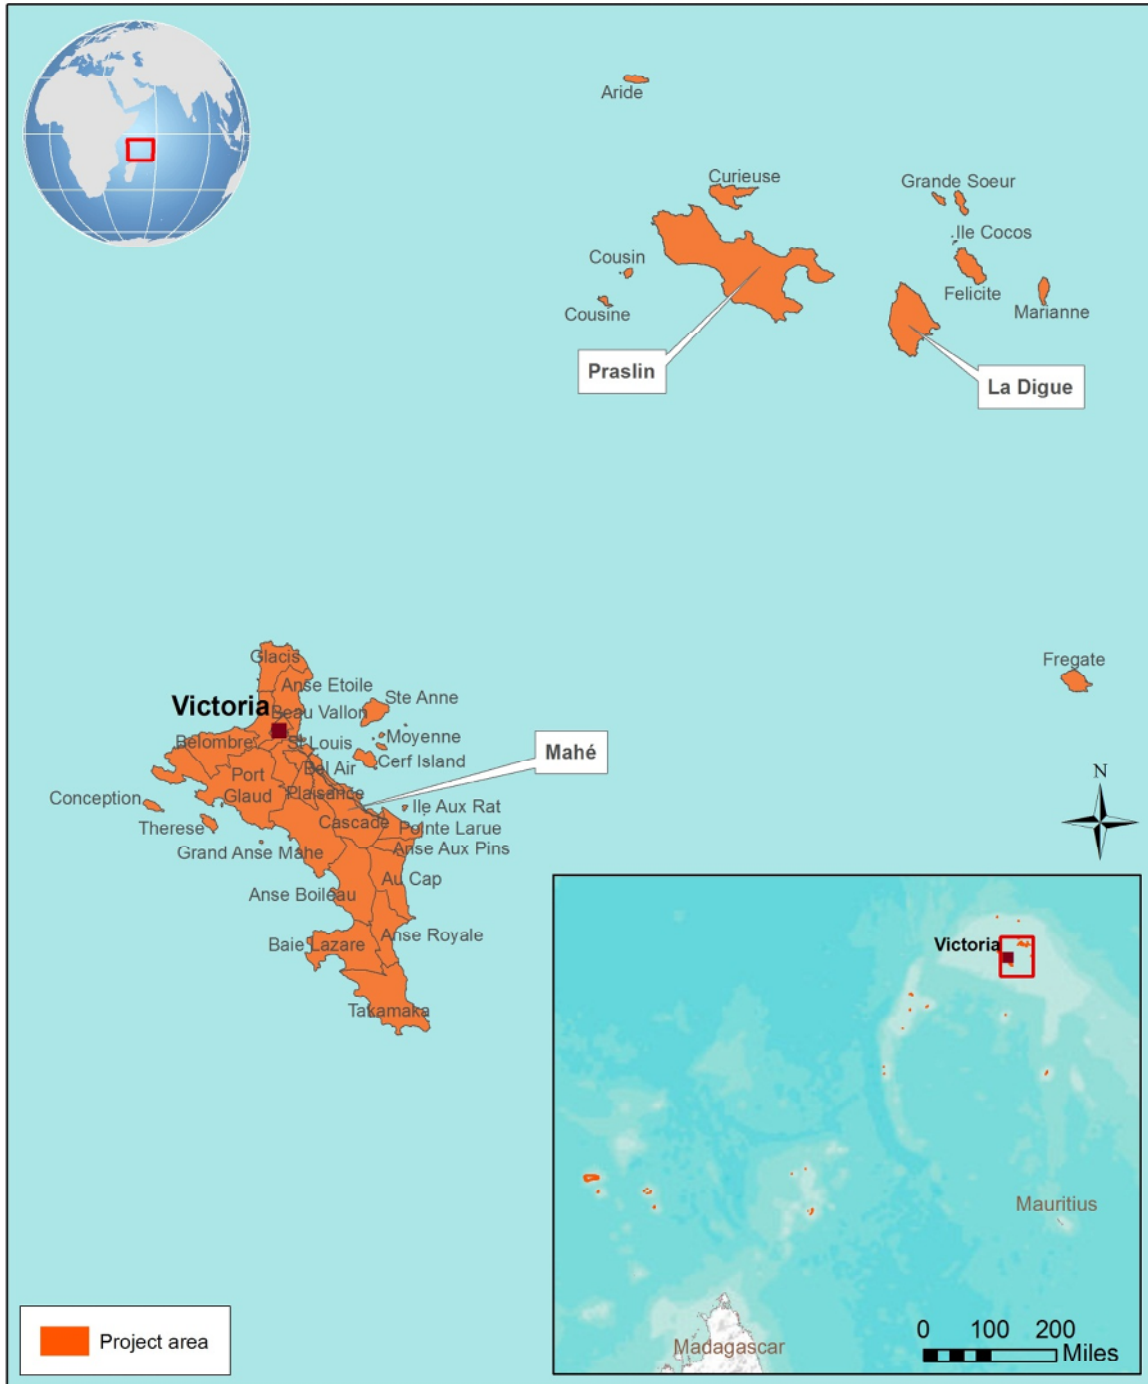 Aride
Curieuse
Grande Soeur
Ile Cocos
Cousin
Felicite
Cousine
Marianne
Praslin
La Digue
Glacis
Fregate
Anse Etoile
Ste Anne
Victoria
Beau Vallon
Moyenne
Belombre
St Louis
Mahé
Cerf Island
Bel Air
Port
Glaud
Plaisance
Conception
Ile Aux Rat
Therese
Cascade
Pointe Larue
Grand Anse Mahe
Anse Aux Pins
Au Cap
Anse Boileau
Anse Royale
Baie Lazare
Takamaka
N
Victoria
Mauritius
Madagascar
0 100 200
Miles
Project area